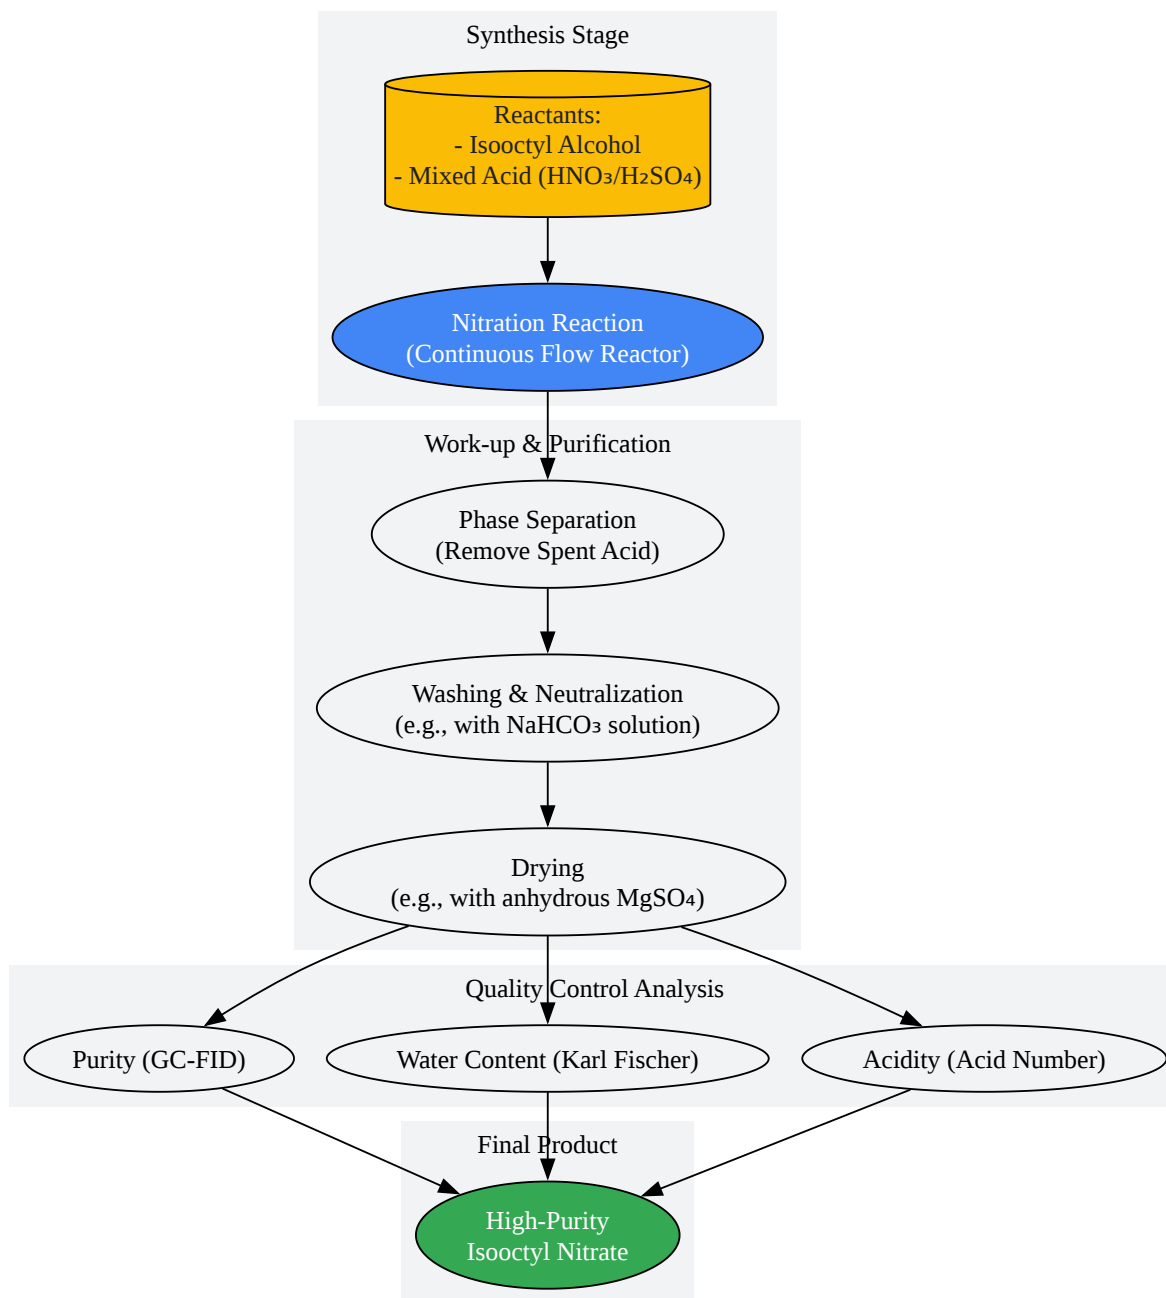 Synthesis Stage
Reactants:
- Isooctyl Alcohol
- Mixed Acid (HNO₃/H₂SO₄)
Nitration Reaction
(Continuous Flow Reactor)
Work-up & Purification
Phase Separation
(Remove Spent Acid)
Washing & Neutralization
(e.g., with NaHCO₃ solution)
Drying
(e.g., with anhydrous MgSO₄)
Quality Control Analysis
Purity (GC-FID)
Water Content (Karl Fischer)
Acidity (Acid Number)
Final Product
High-Purity
Isooctyl Nitrate